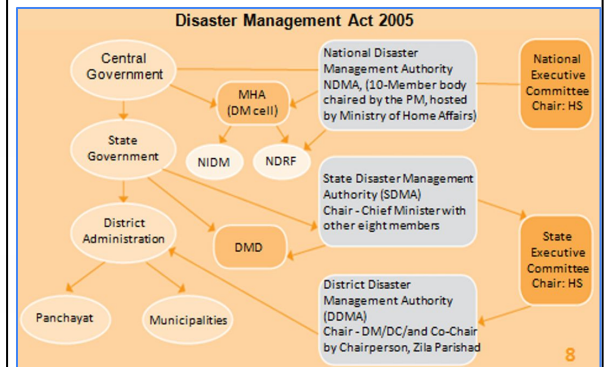 Disaster Management Act 2005
Central
Government
MHA
(DM cell)
National Disaster
Management Authority
NDMA, (10-Member body
chaired by the PM, hosted
by Ministry of Home Affairs)
National
Executive
Committee
Chair: HS
State
Government
NIDM
NDRF
State Disaster Management
Authority (SDMA)
Chair - Chief Minister with
other eight members
District
Administration
DMD
State
Executive
Committee
Chair: HS
Panchayat
Municipalities
District Disaster
Management Authority
(DDMA)
Chair - DM/DC/and Co-Chair
by Chairperson, Zila Parishad
8